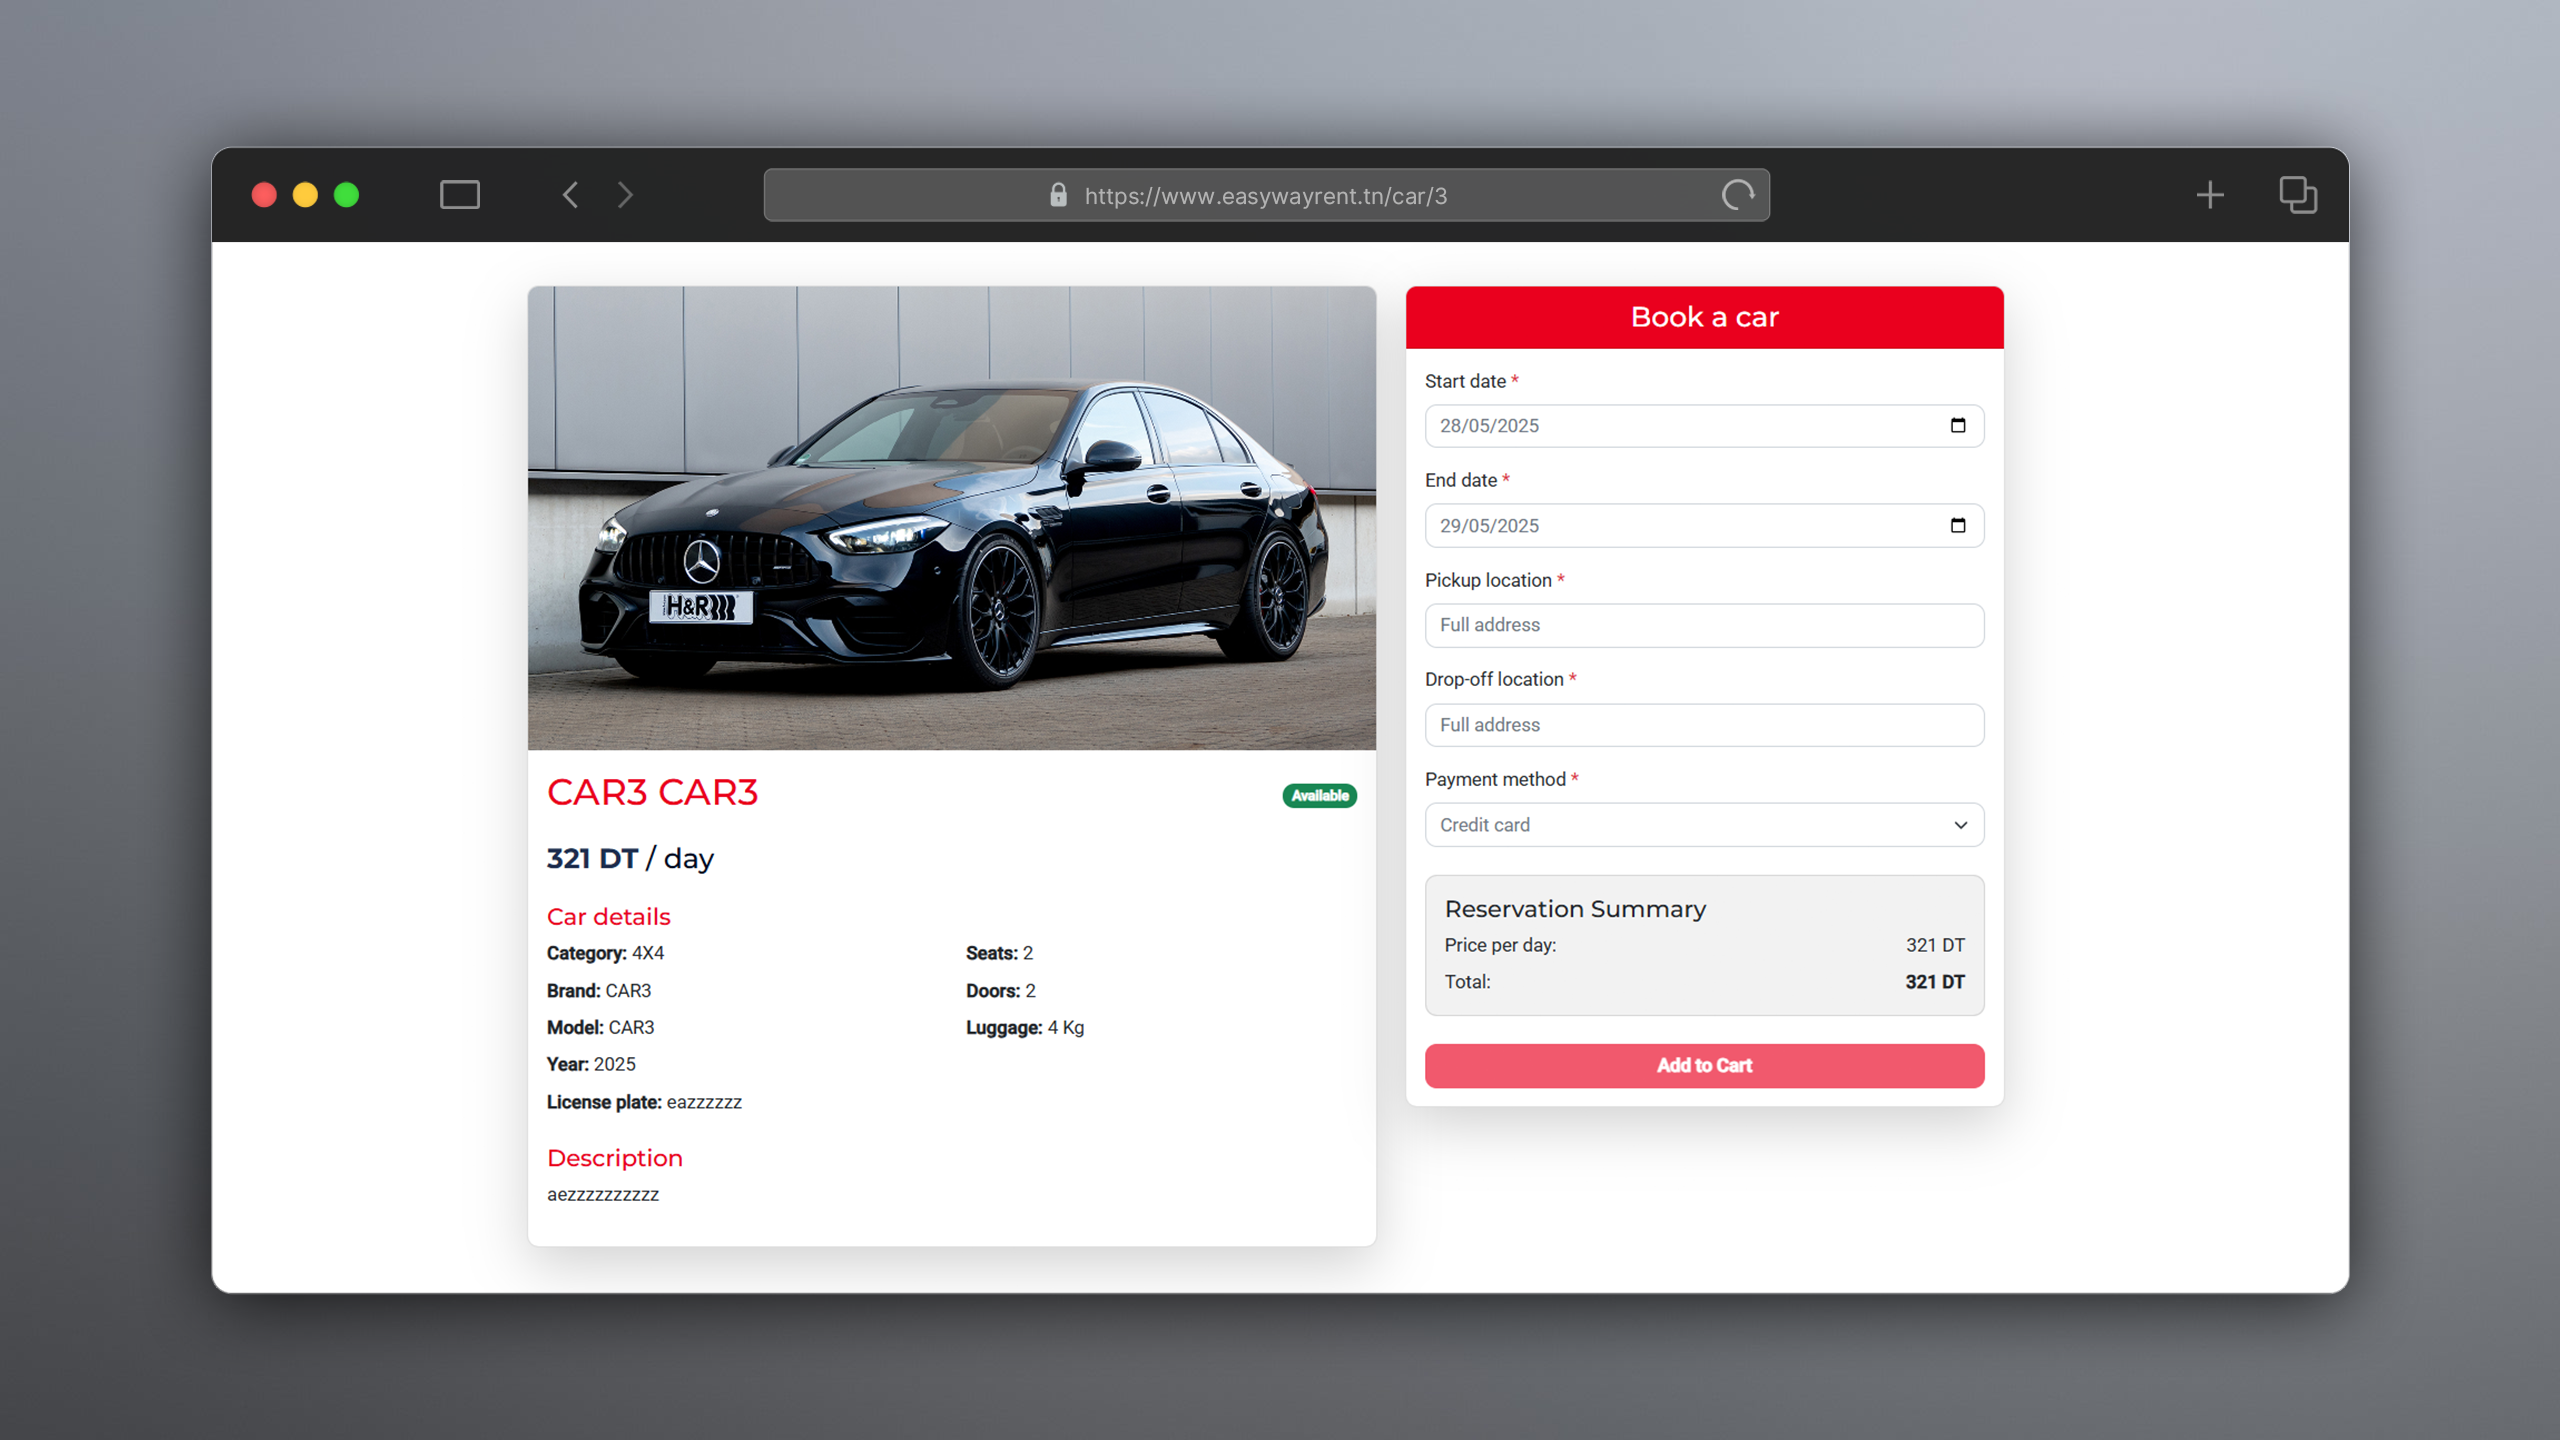 https://www.easywayrent.tn/car/3
H&R
CAR3 CAR3
Available
321 DT / day
Car details
Category: 4X4
Seats: 2
Brand: CAR3
Doors: 2
Model: CAR3
Luggage: 4 Kg
Year: 2025
License plate: eazzzzzz
Description
aezzzzzzzzzz
Book a car
Start date *
28/05/2025
End date *
29/05/2025
Pickup location *
Full address
Drop-off location *
Full address
Payment method *
Credit card
Reservation Summary
Price per day: 321 DT
Total: 321 DT
Add to Cart